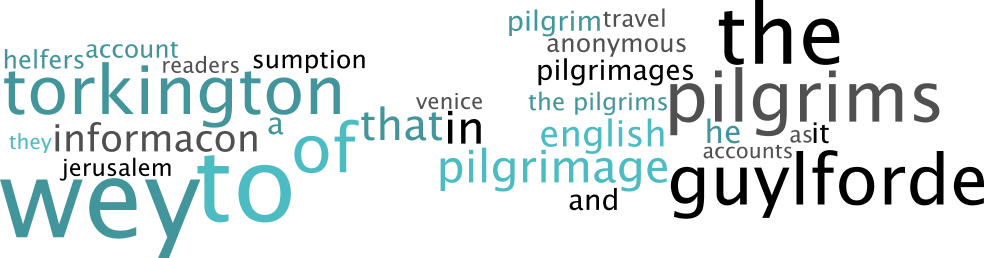 pilgrim travel
the
anonymous
helfers account
readers sumption
pilgrimages
torkington
pilgrims
venice
the pilgrims
a
that in
he
as it
they informacon
of
english
accounts
jerusalem
to
pilgrimage
guylforde
wey
and